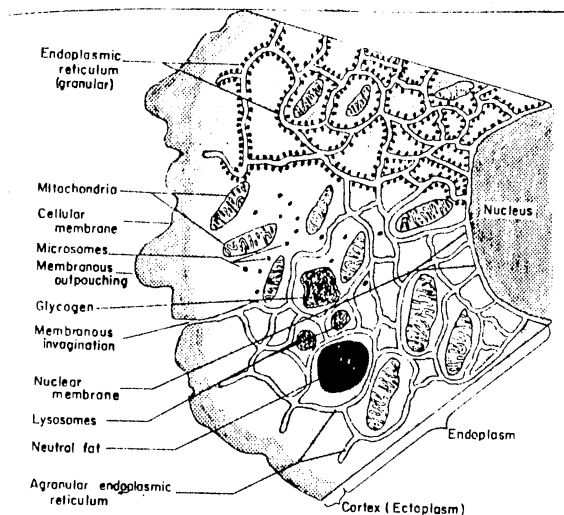 Endoplasmic
reticulum
(granular)
Mitochondria
Cellular
membrane
Microsomes
Membranous
outpouching
Glycogen
Membranous
invagination
Nuclear
membrane
Lysosomes
Neutral fat
Agranular endoplasmic
reticulum
Nucleus
Endoplasm
Cortex (Ectoplasm)